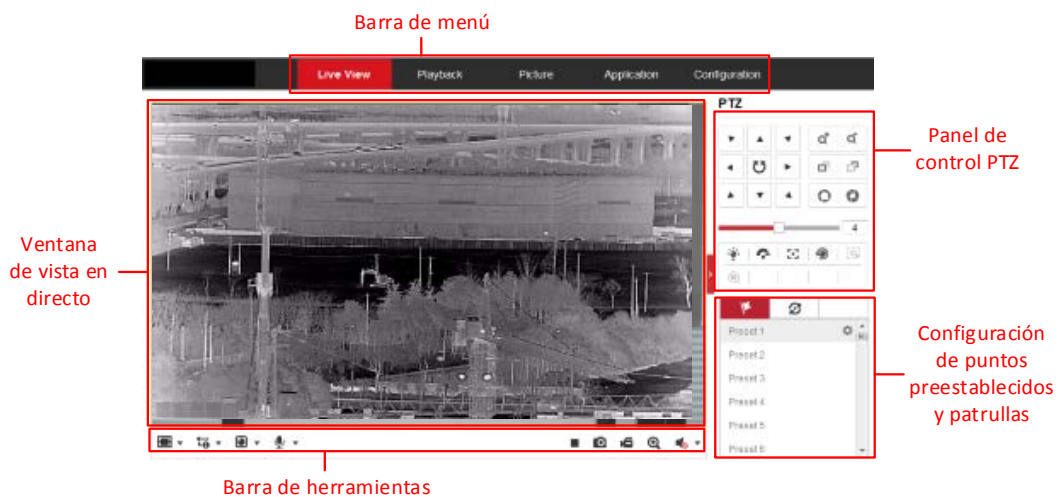 Barra de menú
Live View
Playback
Picture
Application
Configuration
PTZ
Panel de
control PTZ
4
Ventana
de vista en
directo
Preset 1
Preset 2
Preset 3
Preset 4
Preset 5
Preset 6
Configuración
de puntos
preestablecidos
y patrullas
Barra de herramientas